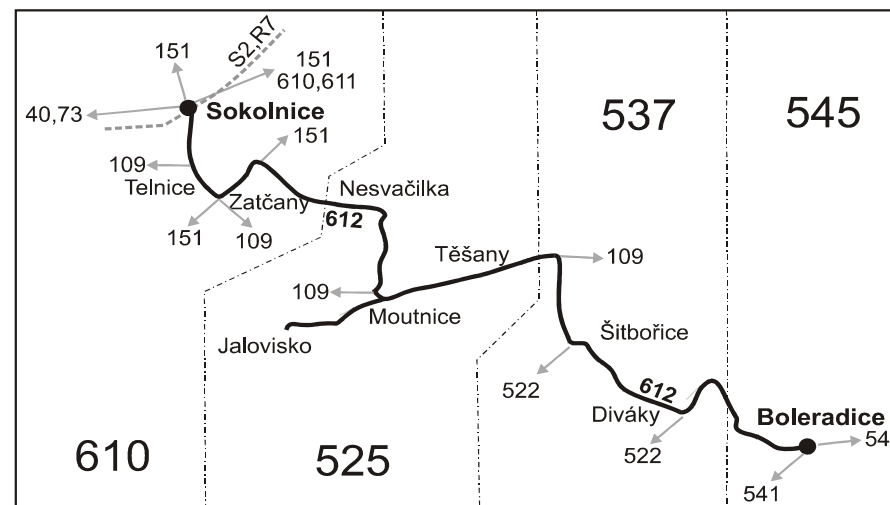 S2,R7
151
151
610,611
40,73
Sokolnice
537
545
151
109
Telnice
Zatčany
Nesvačilka
612
151
109
Těšany
109
109
Moutnice
Jalovisko
Šitbořice
522
612
Diváky
Boleradice
54
610
525
522
541